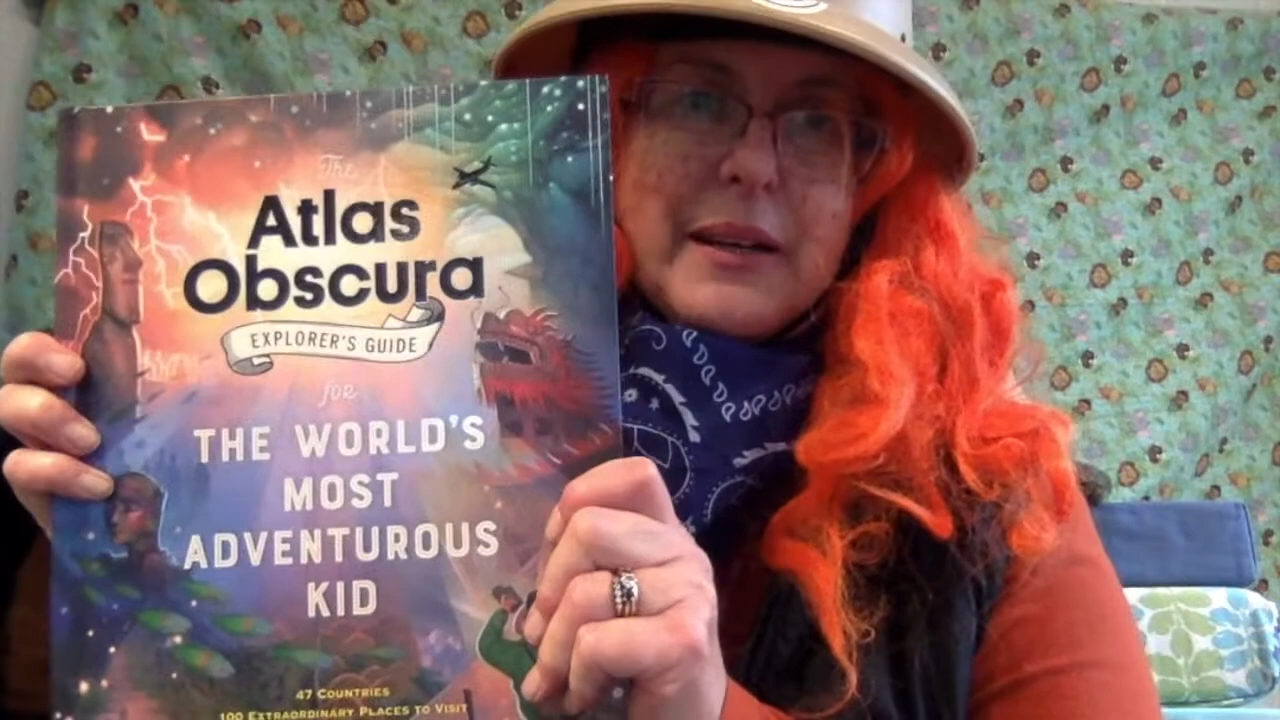 The
Atlas
Obscura
EXPLORER'S GUIDE
for
THE WORLD'S
MOST
ADVENTUROUS
KID
47 COUNTRIES
100 EXTRAORDINARY PLACES TO VISIT